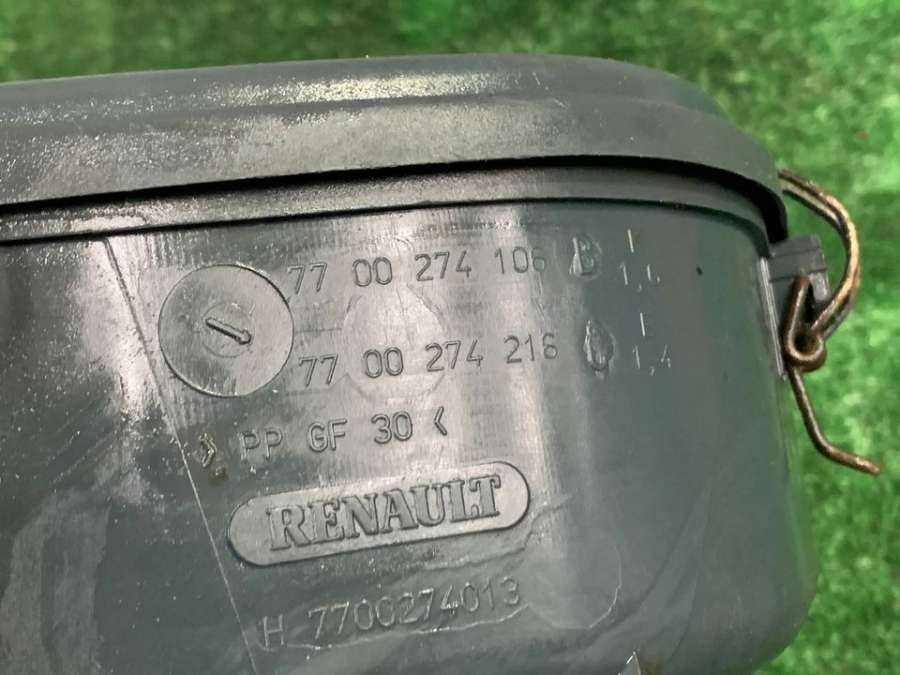 77 00 274 106 B I 1,6
77 00 274 216 C F 1,4
> PP GF 30 <
RENAULT
H 7700274013